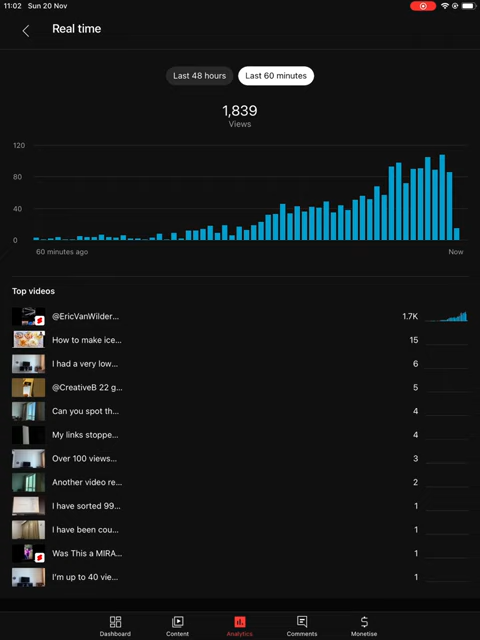 11:02 Sun 20 Nov
Real time
Last 48 hours Last 60 minutes
1,839
Views
120
80
40
0
60 minutes ago Now
Top videos
@EricVanWilder... 1.7K
How to make ice... 15
I had a very low... 6
@CreativeB 22 g... 5
Can you spot th... 4
My links stoppe... 4
Over 100 views... 3
Another video re... 2
I have sorted 99... 1
I have been cou... 1
Was This a MIRA... 1
I'm up to 40 vie... 1
Dashboard Content Analytics Comments Monetise